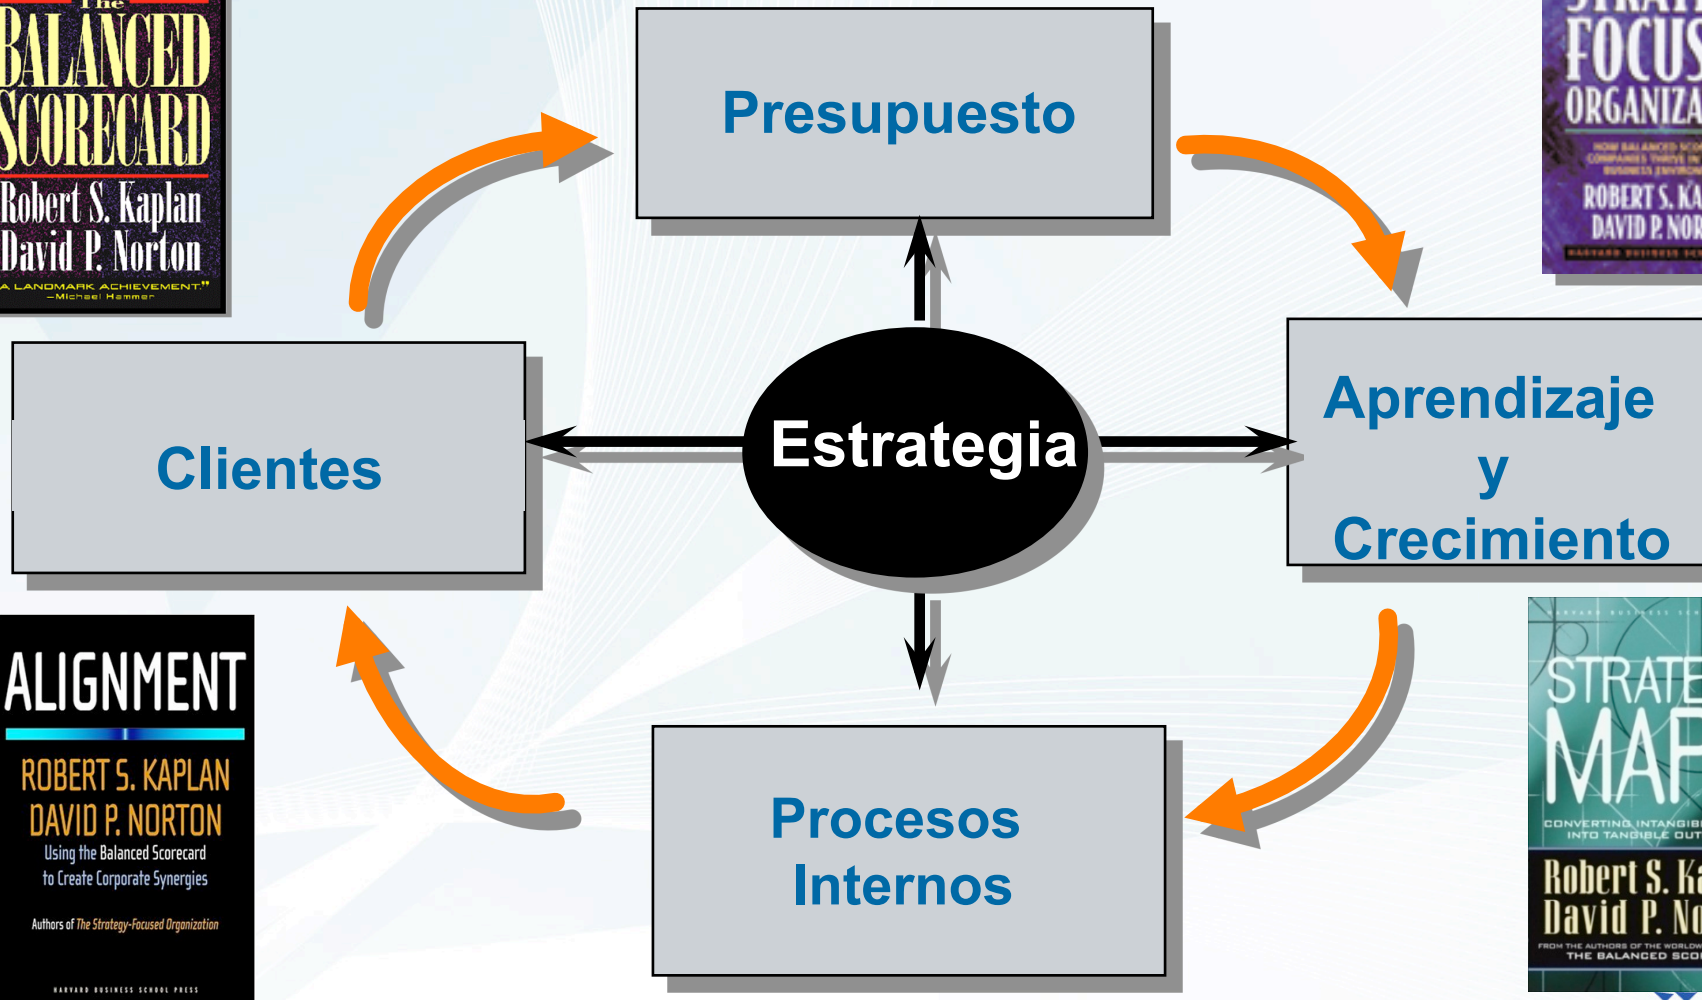 The
BALANCED
SCORECARD
Robert S. Kaplan
David P. Norton
A LANDMARK ACHIEVEMENT."
—Michael Hammer
Presupuesto
FOCUS
ROBERT S. KA
DAVID P. NOR
Clientes
Estrategia
Aprendizaje
y
Crecimiento
ALIGNMENT
ROBERT S. KAPLAN
DAVID P. NORTON
Using the Balanced Scorecard
to Create Corporate Synergies
Authors of The Strategy-Focused Organization
HARVARD BUSINESS SCHOOL PRESS
Procesos
Internos
STRATE
MAP
CONVERTING INTANGIB
INTO TANGIBLE OUT
Robert S. Ka
David P. No
FROM THE AUTHORS OF THE WORLDW
THE BALANCED SCO